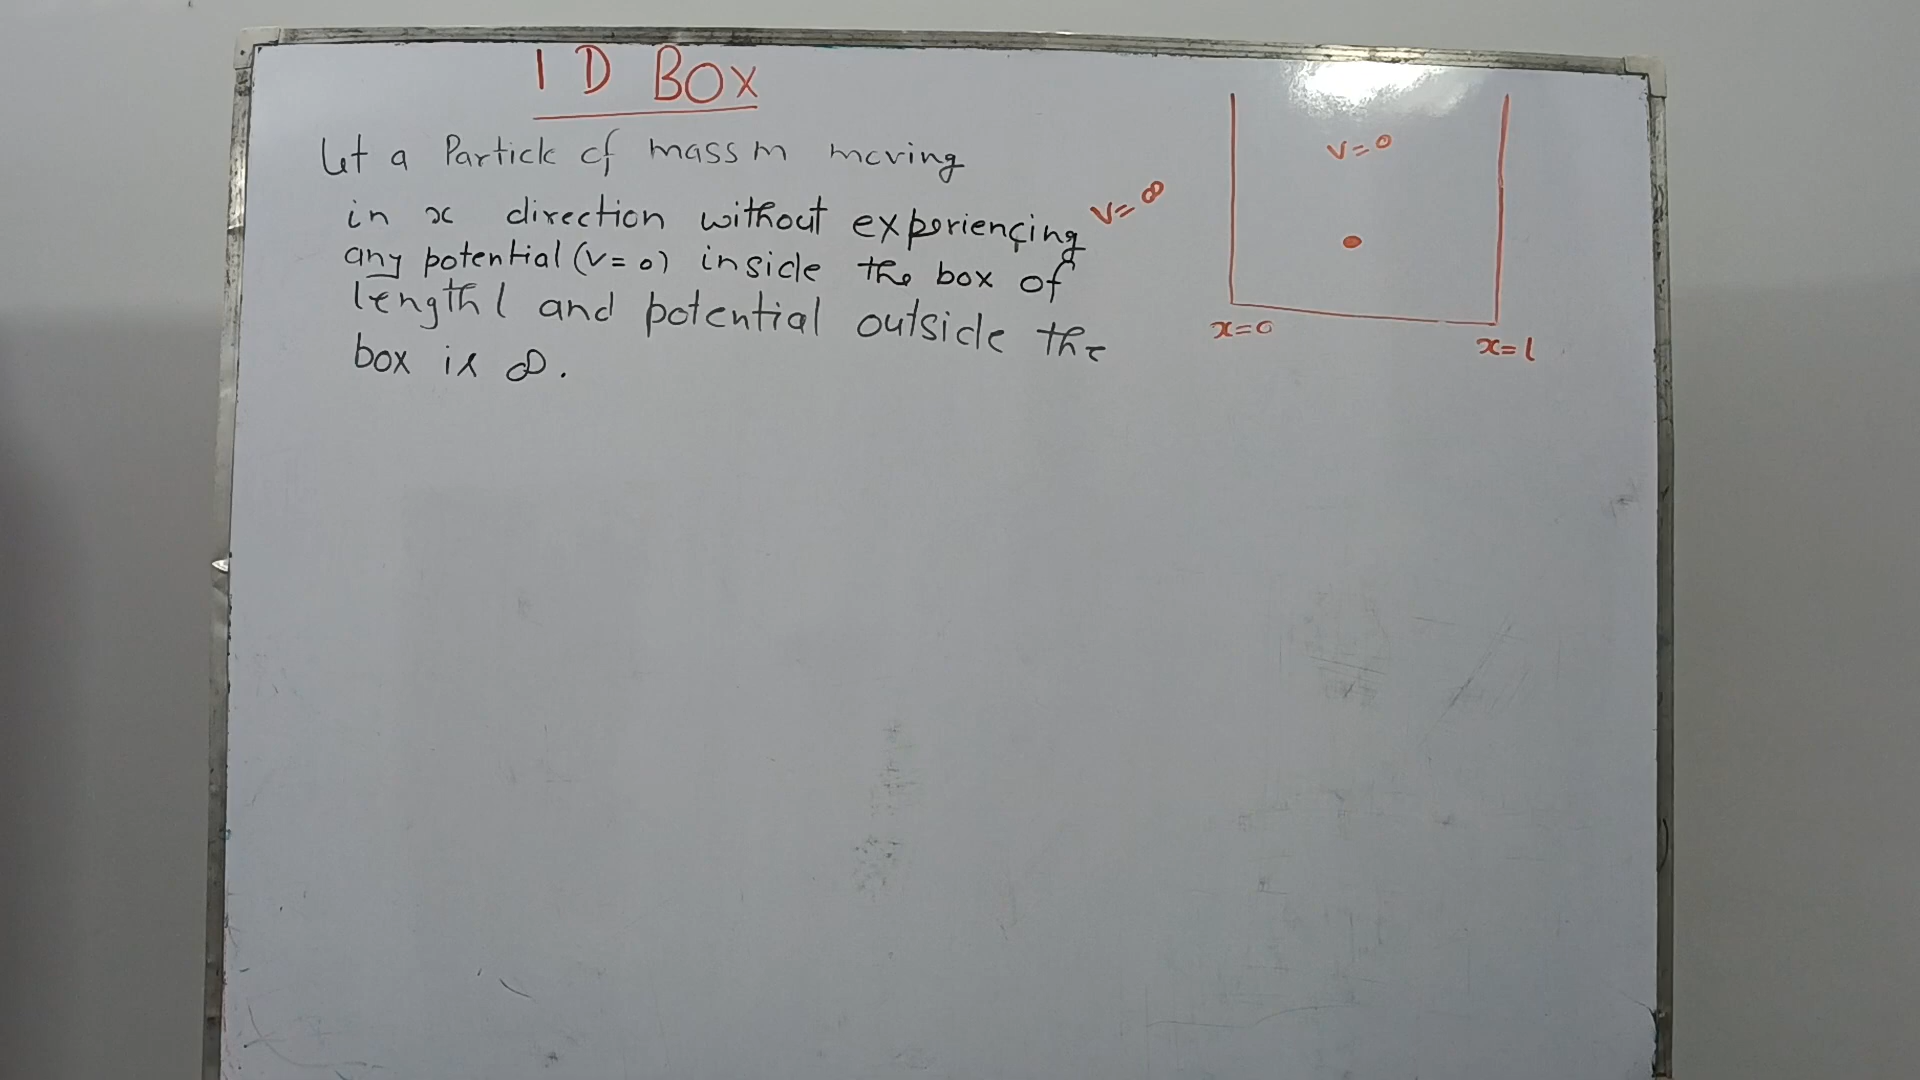 1 D BOX
Let a Particle of mass m moving
in x direction without experiencing
any potential (v=0) inside the box of
length l and potential outside the
box is ∞.
v=0
v=∞
x=0
x=l